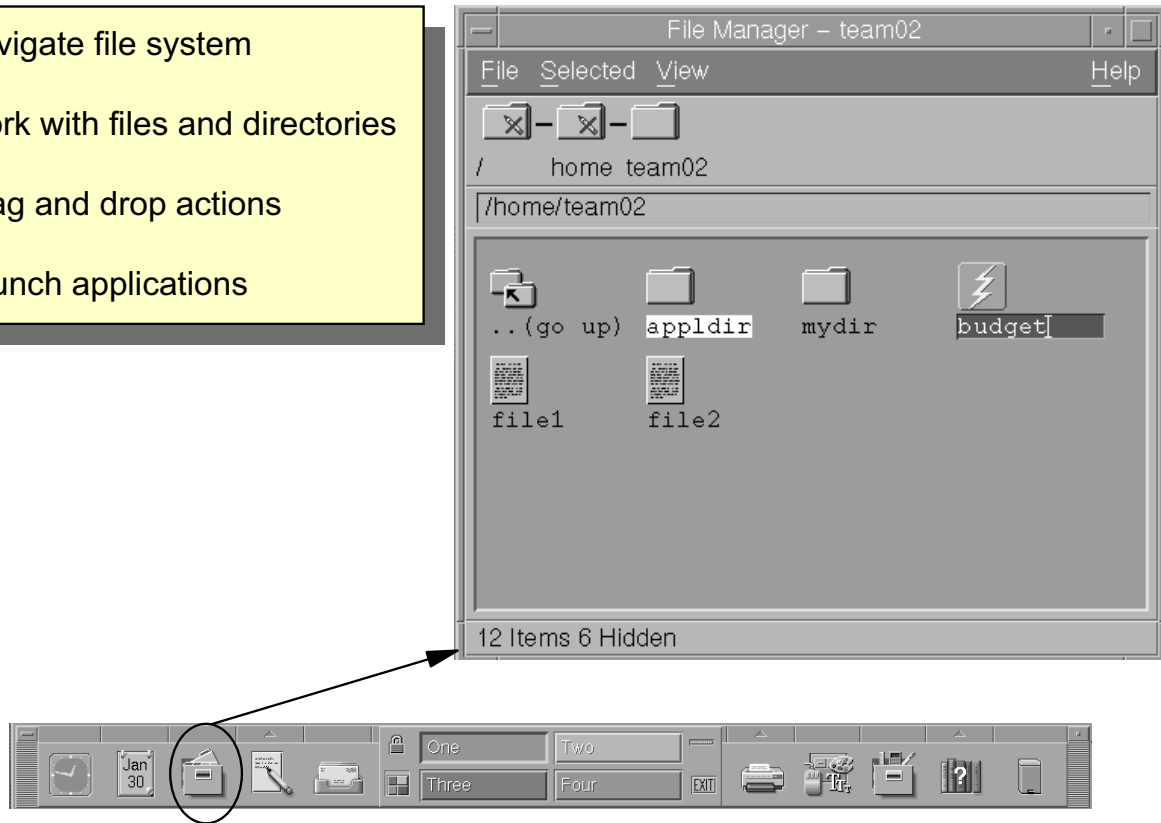 vigate file system
ork with files and directories
ag and drop actions
unch applications
File Manager – team02
File Selected View Help
/ home team02
/home/team02
..(go up) appldir mydir budget
file1 file2
12 Items 6 Hidden
Jan
30
One Two
Three Four
EXIT
?